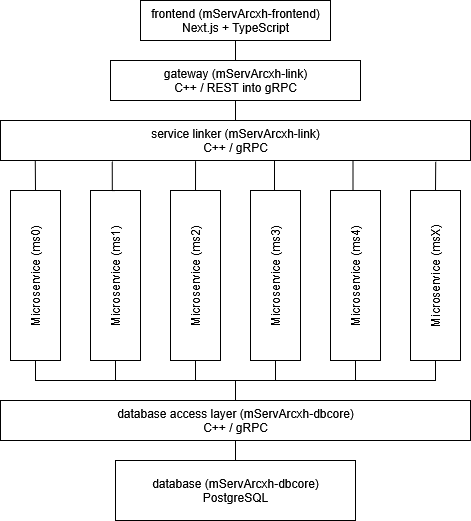 frontend (mServArcxh-frontend)
Next.js + TypeScript
gateway (mServArcxh-link)
C++ / REST into gRPC
service linker (mServArcxh-link)
C++ / gRPC
Microservice (ms0)
Microservice (ms1)
Microservice (ms2)
Microservice (ms3)
Microservice (ms4)
Microservice (msX)
database access layer (mServArcxh-dbcore)
C++ / gRPC
database (mServArcxh-dbcore)
PostgreSQL